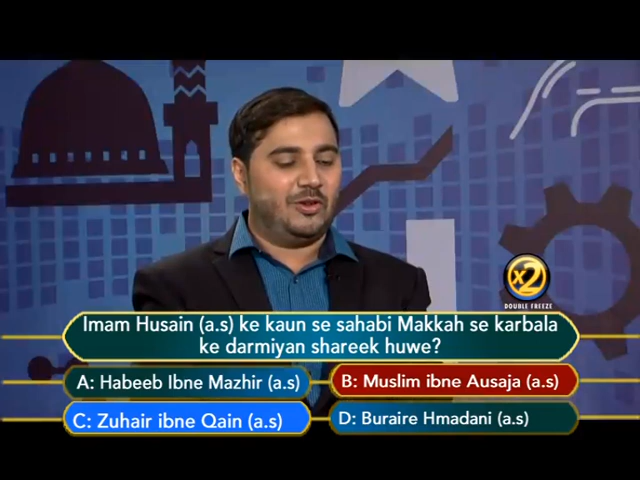 x2
DOUBLE FREEZE
Imam Husain (a.s) ke kaun se sahabi Makkah se karbala
ke darmiyan shareek huwe?
A: Habeeb Ibne Mazhir (a.s)
B: Muslim ibne Ausaja (a.s)
C: Zuhair ibne Qain (a.s)
D: Buraire Hmadani (a.s)